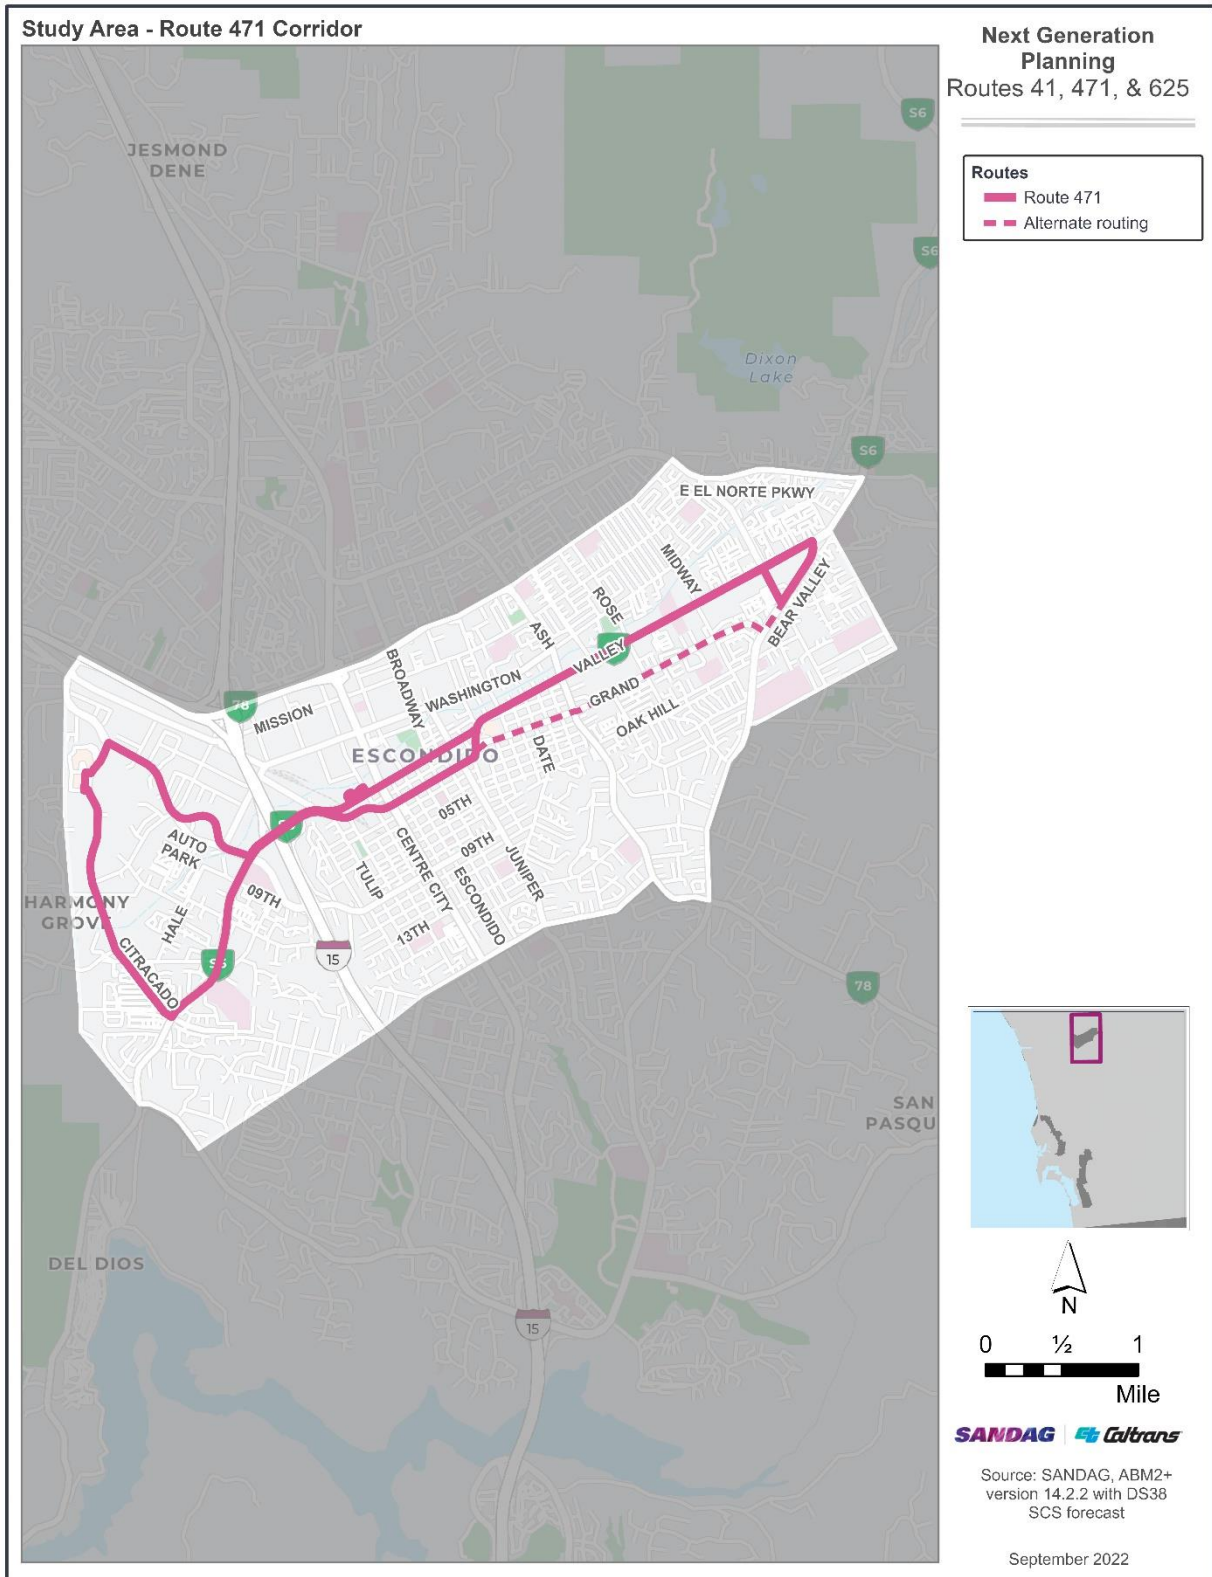 Study Area - Route 471 Corridor
Next Generation
Planning
Routes 41, 471, & 625
Routes
Route 471
Alternate routing
S6
JESMOND
DENE
S6
Dixon
Lake
S6
E EL NORTE PKWY
MIDWAY
ROSE
BEAR VALLEY
ASH
VALLEY
BROADWAY
WASHINGTON
GRAND
78
MISSION
OAK HILL
ESCONDIDO
DATE
05TH
AUTO
PARK
CENTRE CITY
09TH
JUNIPER
TULIP
ESCONDIDO
09TH
HARMONY
GROVE
HALE
13TH
CITRACADO
S6
15
78
SAN
PASQU
DEL DIOS
15
N
0 ½ 1
Mile
SANDAG
Caltrans
Source: SANDAG, ABM2+
version 14.2.2 with DS38
SCS forecast
September 2022